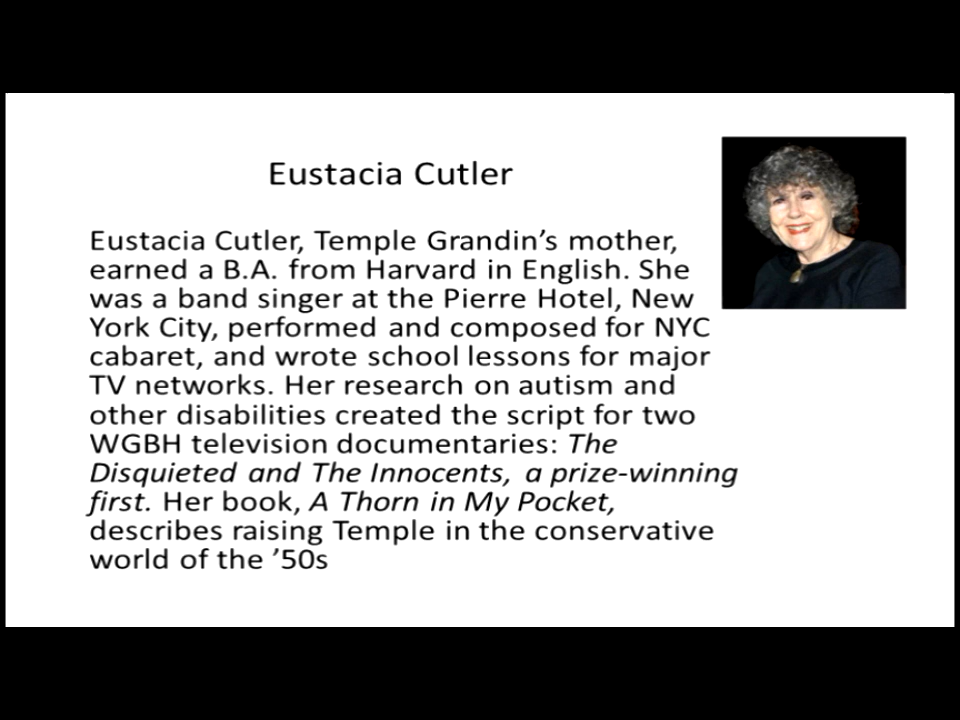 Eustacia Cutler
Eustacia Cutler, Temple Grandin’s mother,
earned a B.A. from Harvard in English. She
was a band singer at the Pierre Hotel, New
York City, performed and composed for NYC
cabaret, and wrote school lessons for major
TV networks. Her research on autism and
other disabilities created the script for two
WGBH television documentaries: The
Disquieted and The Innocents, a prize-winning
first. Her book, A Thorn in My Pocket,
describes raising Temple in the conservative
world of the ’50s